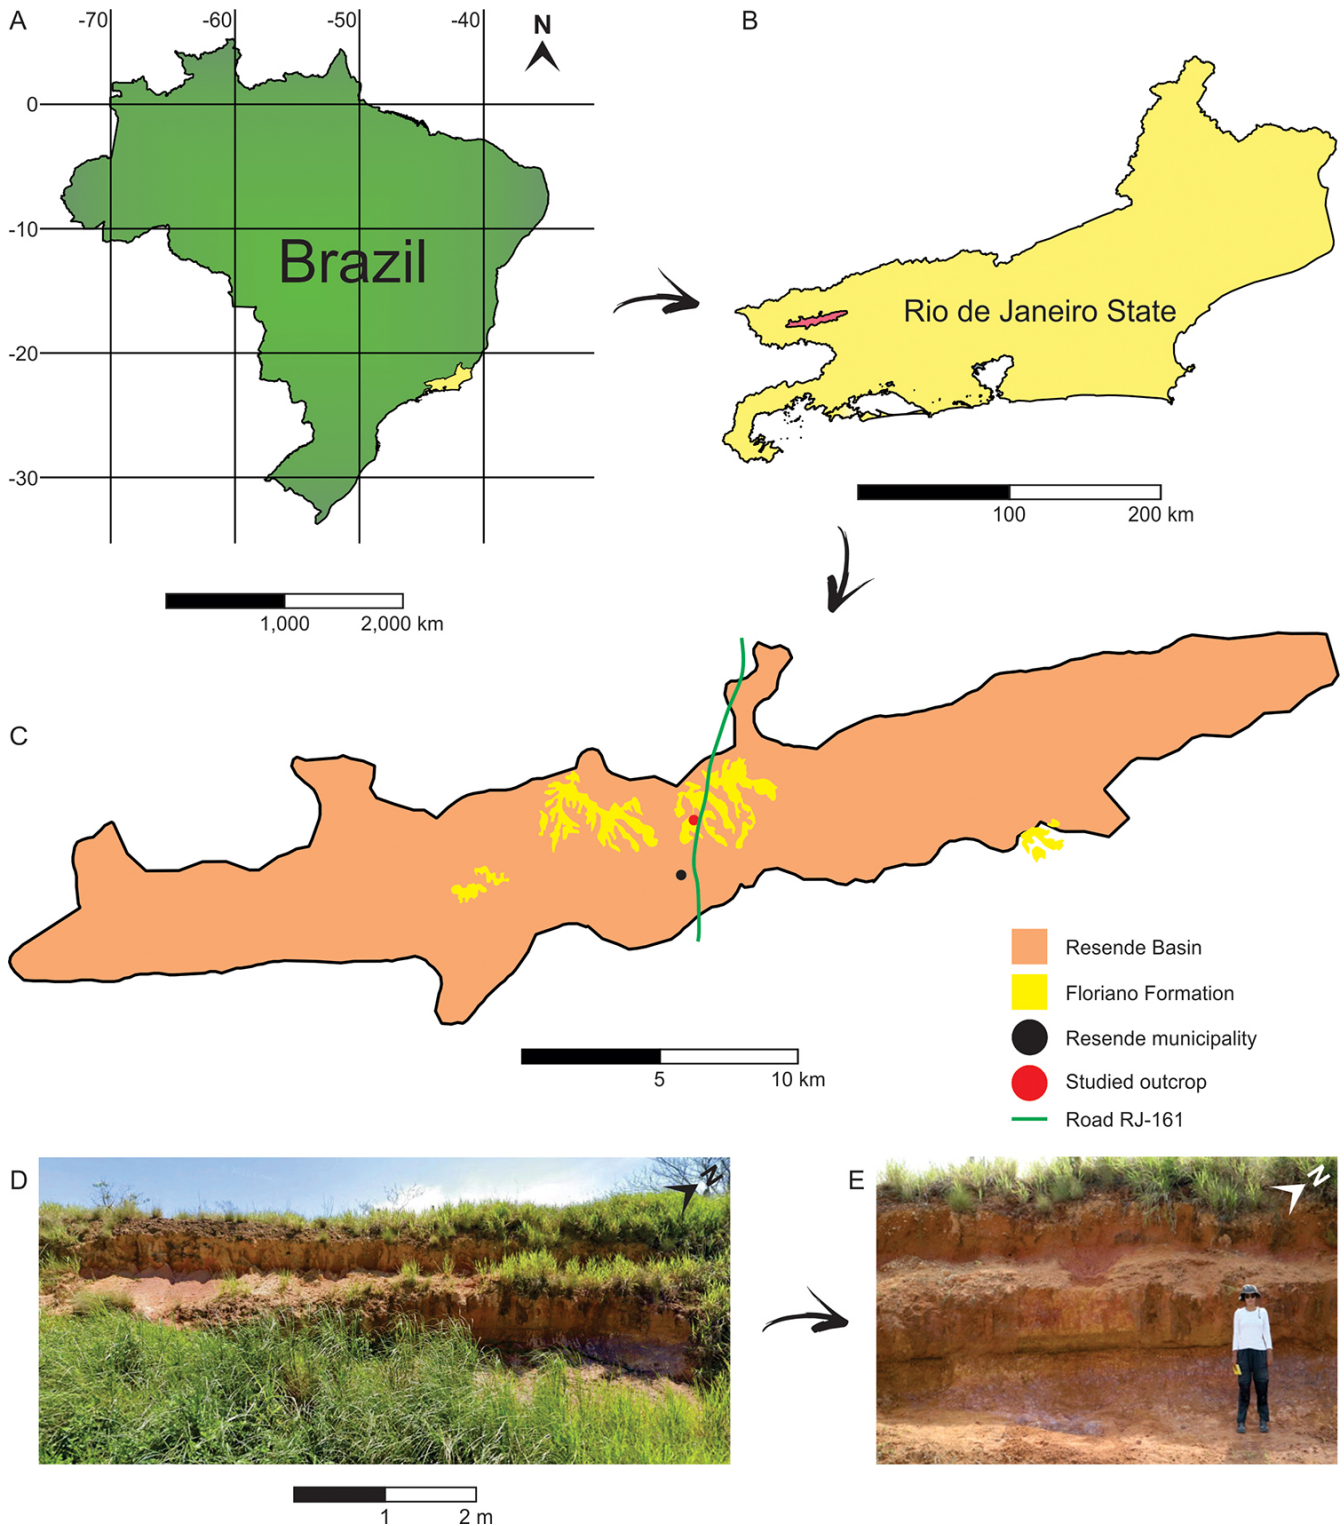 A
-70
-60
-50
-40
N
0
-10
-20
-30
Brazil
1,000
2,000 km
B
Rio de Janeiro State
100
200 km
C
5
10 km
Resende Basin
Floriano Formation
Resende municipality
Studied outcrop
Road RJ-161
D
N
1
2 m
E
N